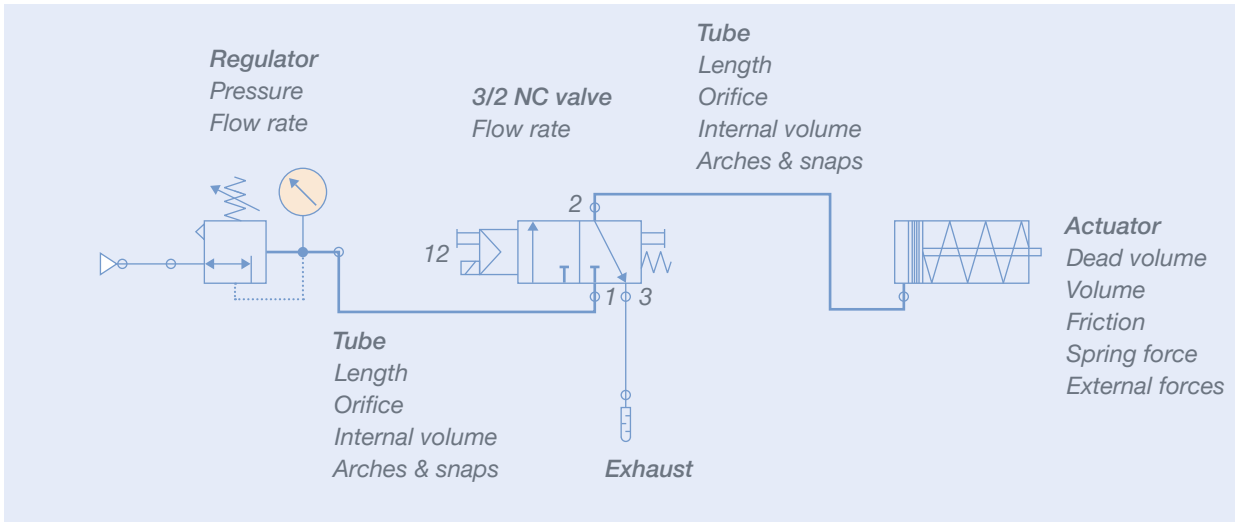 Regulator
Pressure
Flow rate
3/2 NC valve
Flow rate
Tube
Length
Orifice
Internal volume
Arches & snaps
12
2
1
3
Actuator
Dead volume
Volume
Friction
Spring force
External forces
Tube
Length
Orifice
Internal volume
Arches & snaps
Exhaust